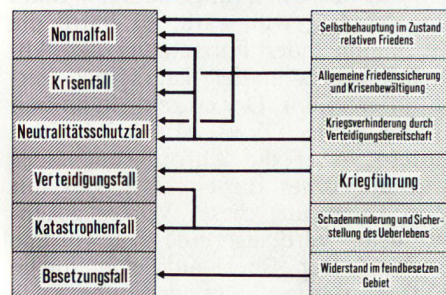 Normalfall
Krisenfall
Neutralitätsschutzfall
Verteidigungsfall
Katastrophenfall
Besetzungsfall
Selbstbehauptung im Zustand
relativen Friedens
Allgemeine Friedenssicherung
und Krisenbewältigung
Kriegsverhinderung durch
Verteidigungsbereitschaft
Kriegführung
Schadenminderung und Sicher-
stellung des Ueberlebens
Widerstand im feindbesetzen
Gebiet